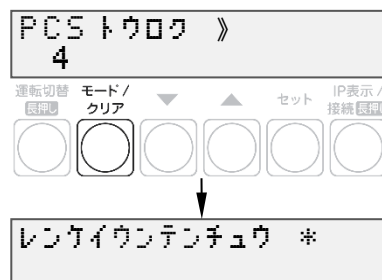 PCSトウロク 》
4
運転切替 長押し
モード/クリア
▼
▲
セット
IP表示/接続 長押し
レンケイウンテンチュウ *